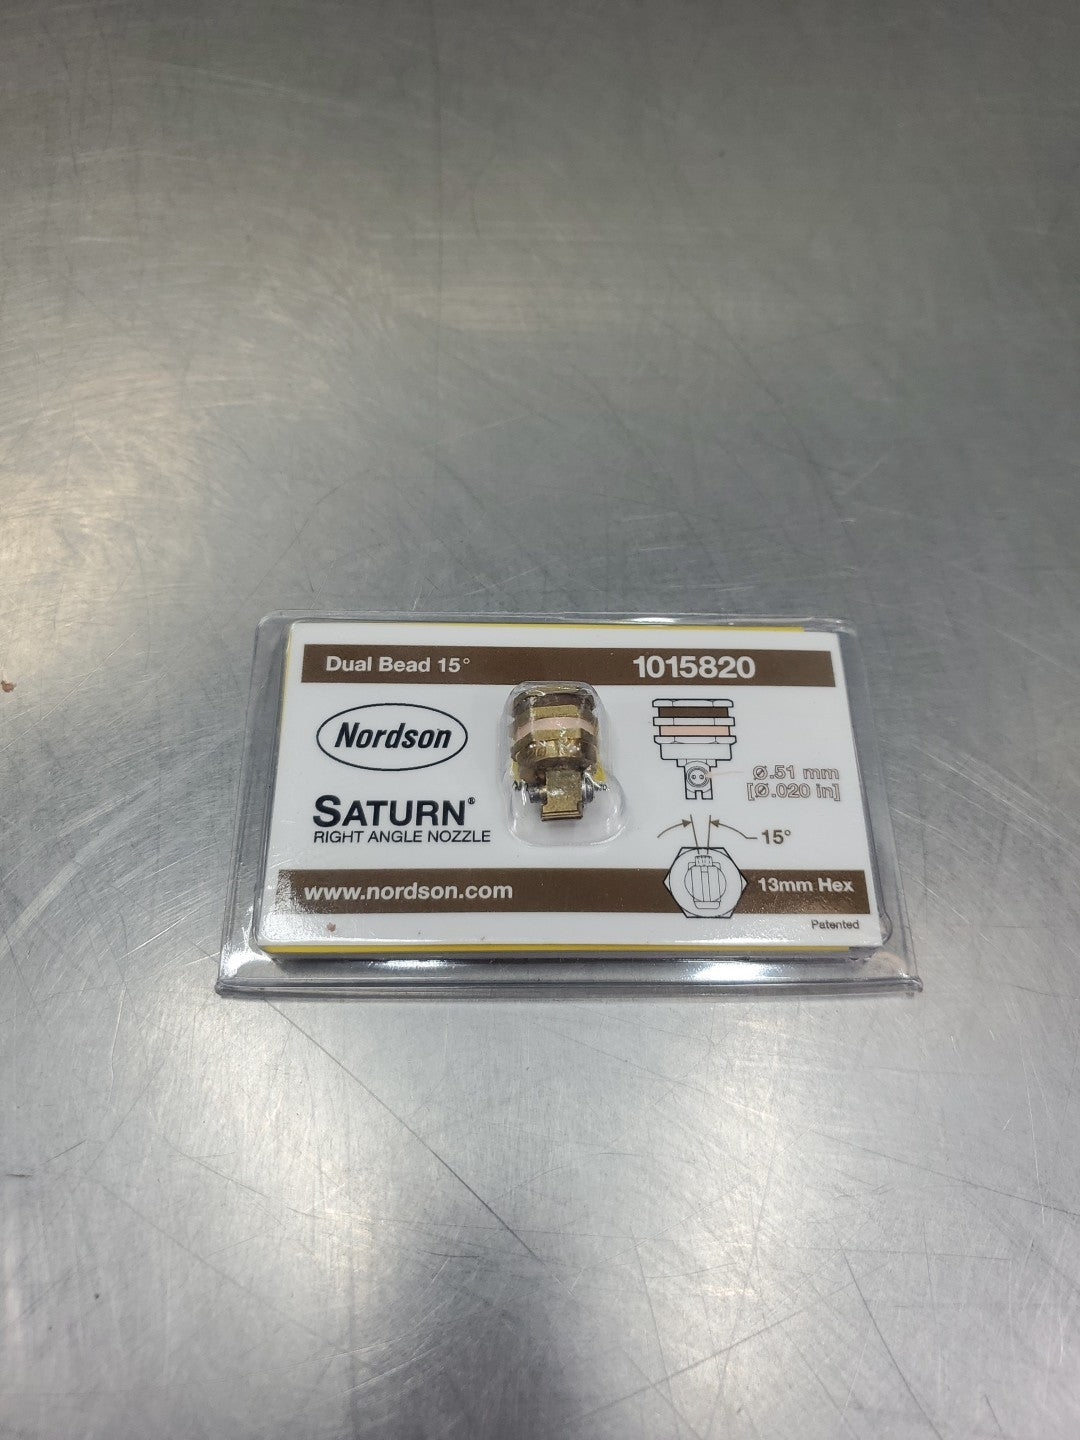 Dual Bead 15°
1015820
Nordson
SATURN®
RIGHT ANGLE NOZZLE
Ø.51 mm
[Ø.020 in]
15°
www.nordson.com
13mm Hex
Patented